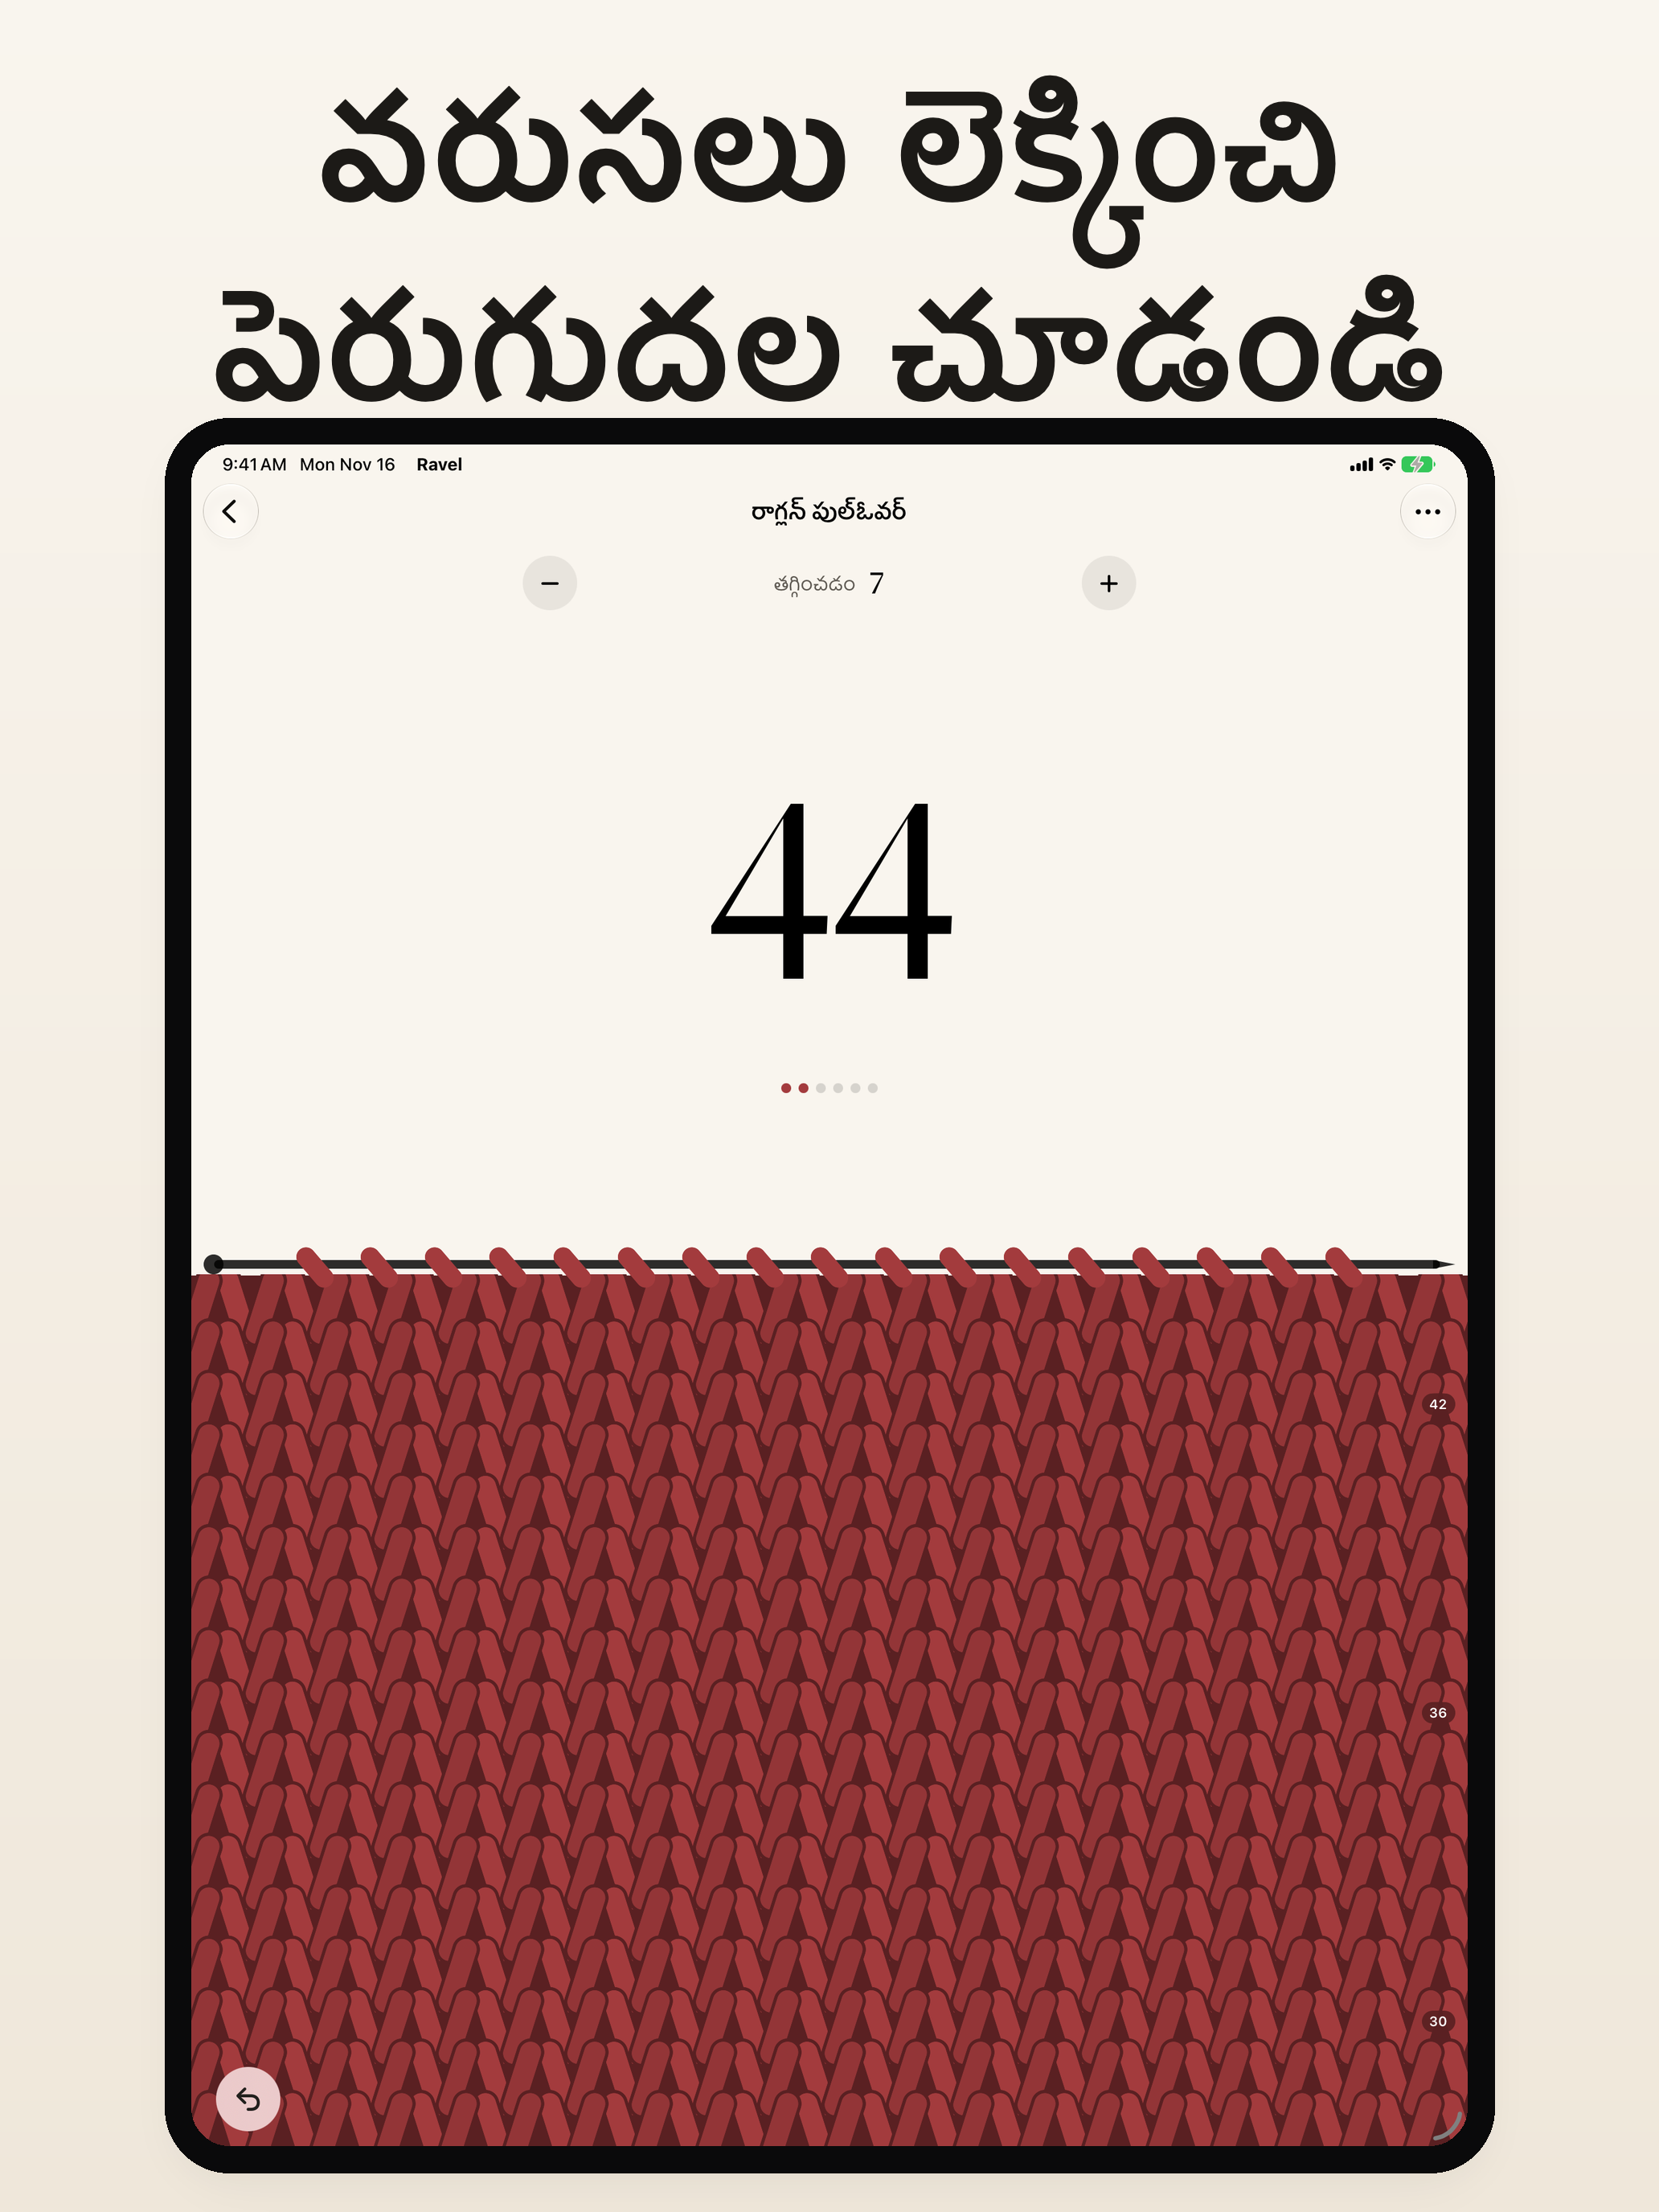 వరుసలు లెక్కించి
పెరుగుదల చూడండి
9:41 AM Mon Nov 16 Ravel
రాగ్లన్ పుల్‌ఓవర్
తగ్గించడం 7
44
42
36
30